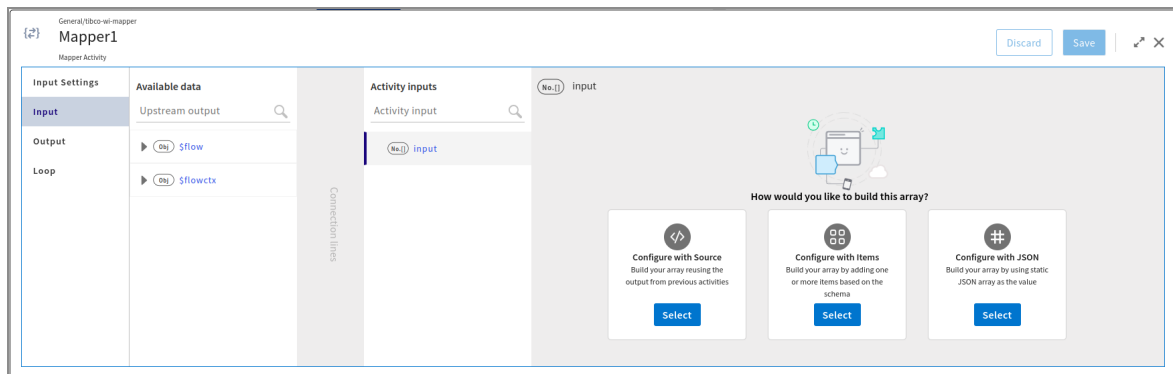 General/tibco-wi-mapper
Mapper1
Mapper Activity
Discard
Save
Input Settings
Input
Output
Loop
Available data
Upstream output
Obj $flow
Obj $flowctx
Connection lines
Activity inputs
Activity input
No.[] input
No.[] input
How would you like to build this array?
Configure with Source
Build your array reusing the
output from previous activities
Select
Configure with Items
Build your array by adding one
or more items based on the
schema
Select
Configure with JSON
Build your array by using static
JSON array as the value
Select